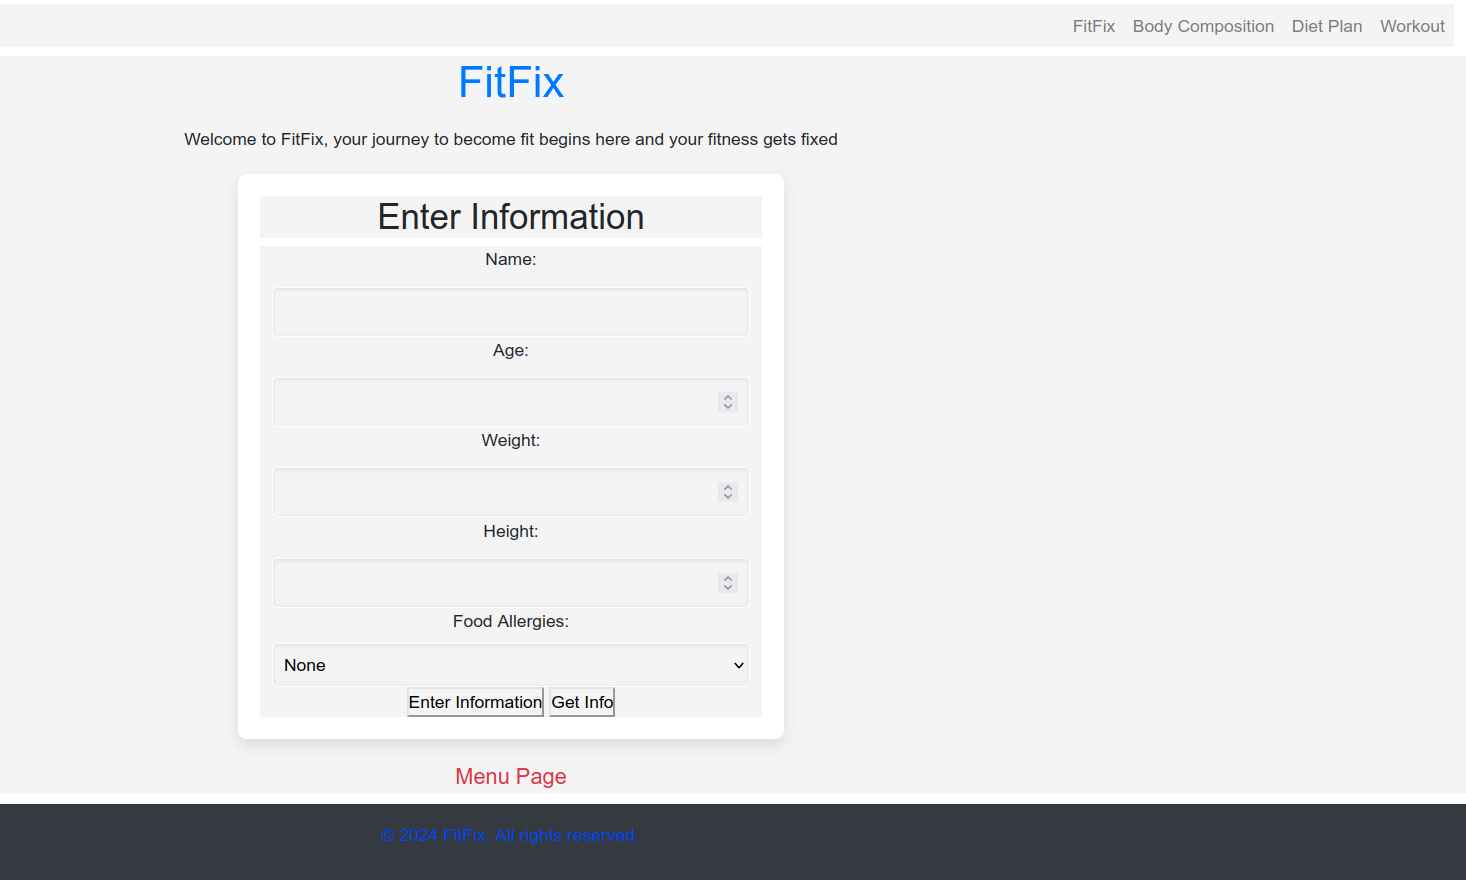 FitFix Body Composition Diet Plan Workout
FitFix
Welcome to FitFix, your journey to become fit begins here and your fitness gets fixed
Enter Information
Name:
Age:
Weight:
Height:
Food Allergies:
None
Enter Information Get Info
Menu Page
© 2024 FitFix. All rights reserved.